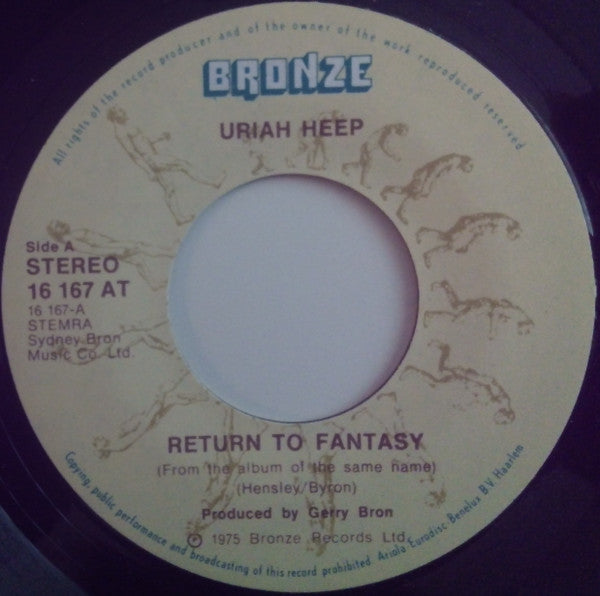 All rights of the record producer and of the owner of the work reproduced reserved
BRONZE
URIAH HEEP
Side A
STEREO
16 167 AT
16 167-A
STEMRA
Sydney Bron
Music Co. Ltd.
RETURN TO FANTASY
(From the album of the same name)
(Hensley/Byron)
Produced by Gerry Bron
℗ 1975 Bronze Records Ltd.
Copying, public performance and broadcasting of this record prohibited. Ariola Eurodisc Benelux B.V. Haarlem